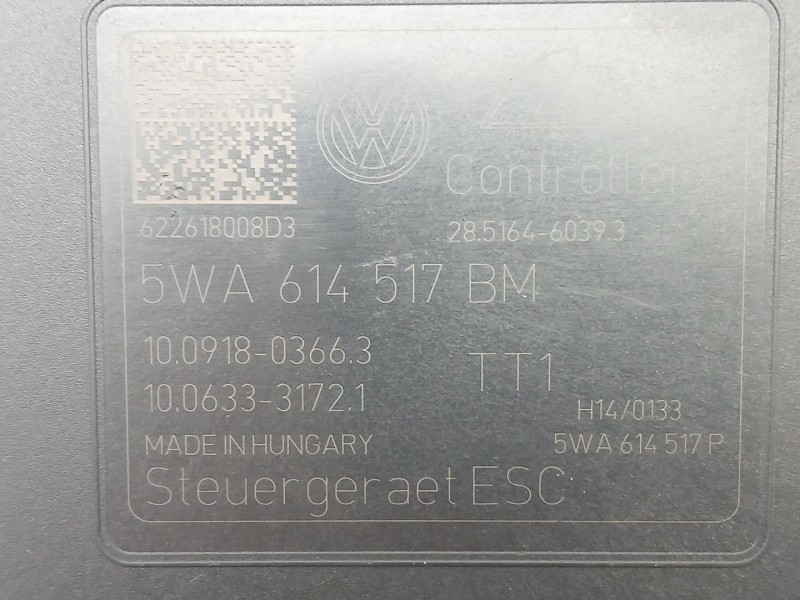 Controller
622618008D3
28.5164-6039.3
5WA 614 517 BM
10.0918-0366.3
TT1
10.0633-3172.1
H14/0133
MADE IN HUNGARY
5WA 614 517 P
Steuergeraet ESC